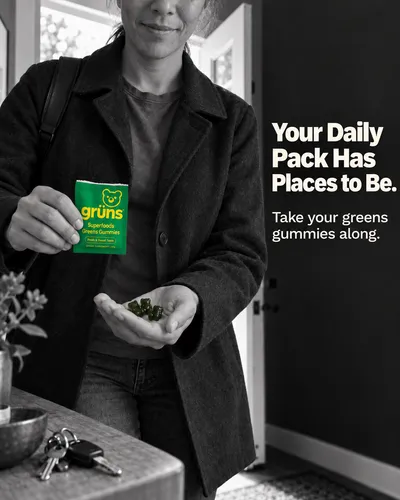 Your Daily
Pack Has
Places to Be.
Take your greens
gummies along.
grüns
Superfoods
Greens Gummies